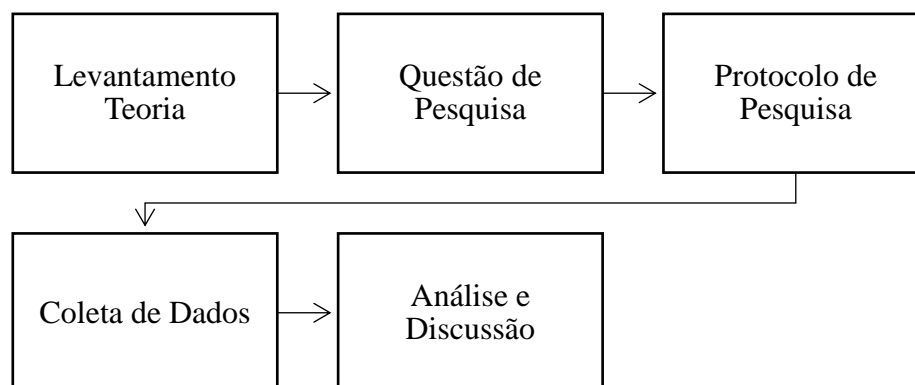 Levantamento
Teoria
Questão de
Pesquisa
Protocolo de
Pesquisa
Coleta de Dados
Análise e
Discussão